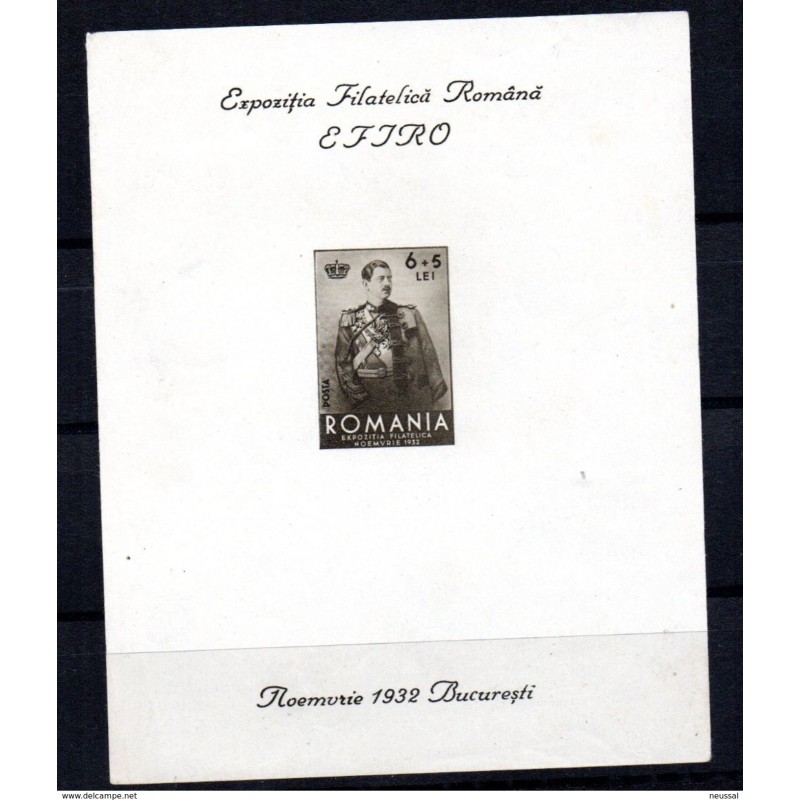 Expoziția Filatelică Română
EFIRO
6+5
LEI
POSTA
ROMANIA
EXPOZITIA FILATELICA
NOEMVRIE 1932
Noemvrie 1932 București
www.delcampe.net
neussal